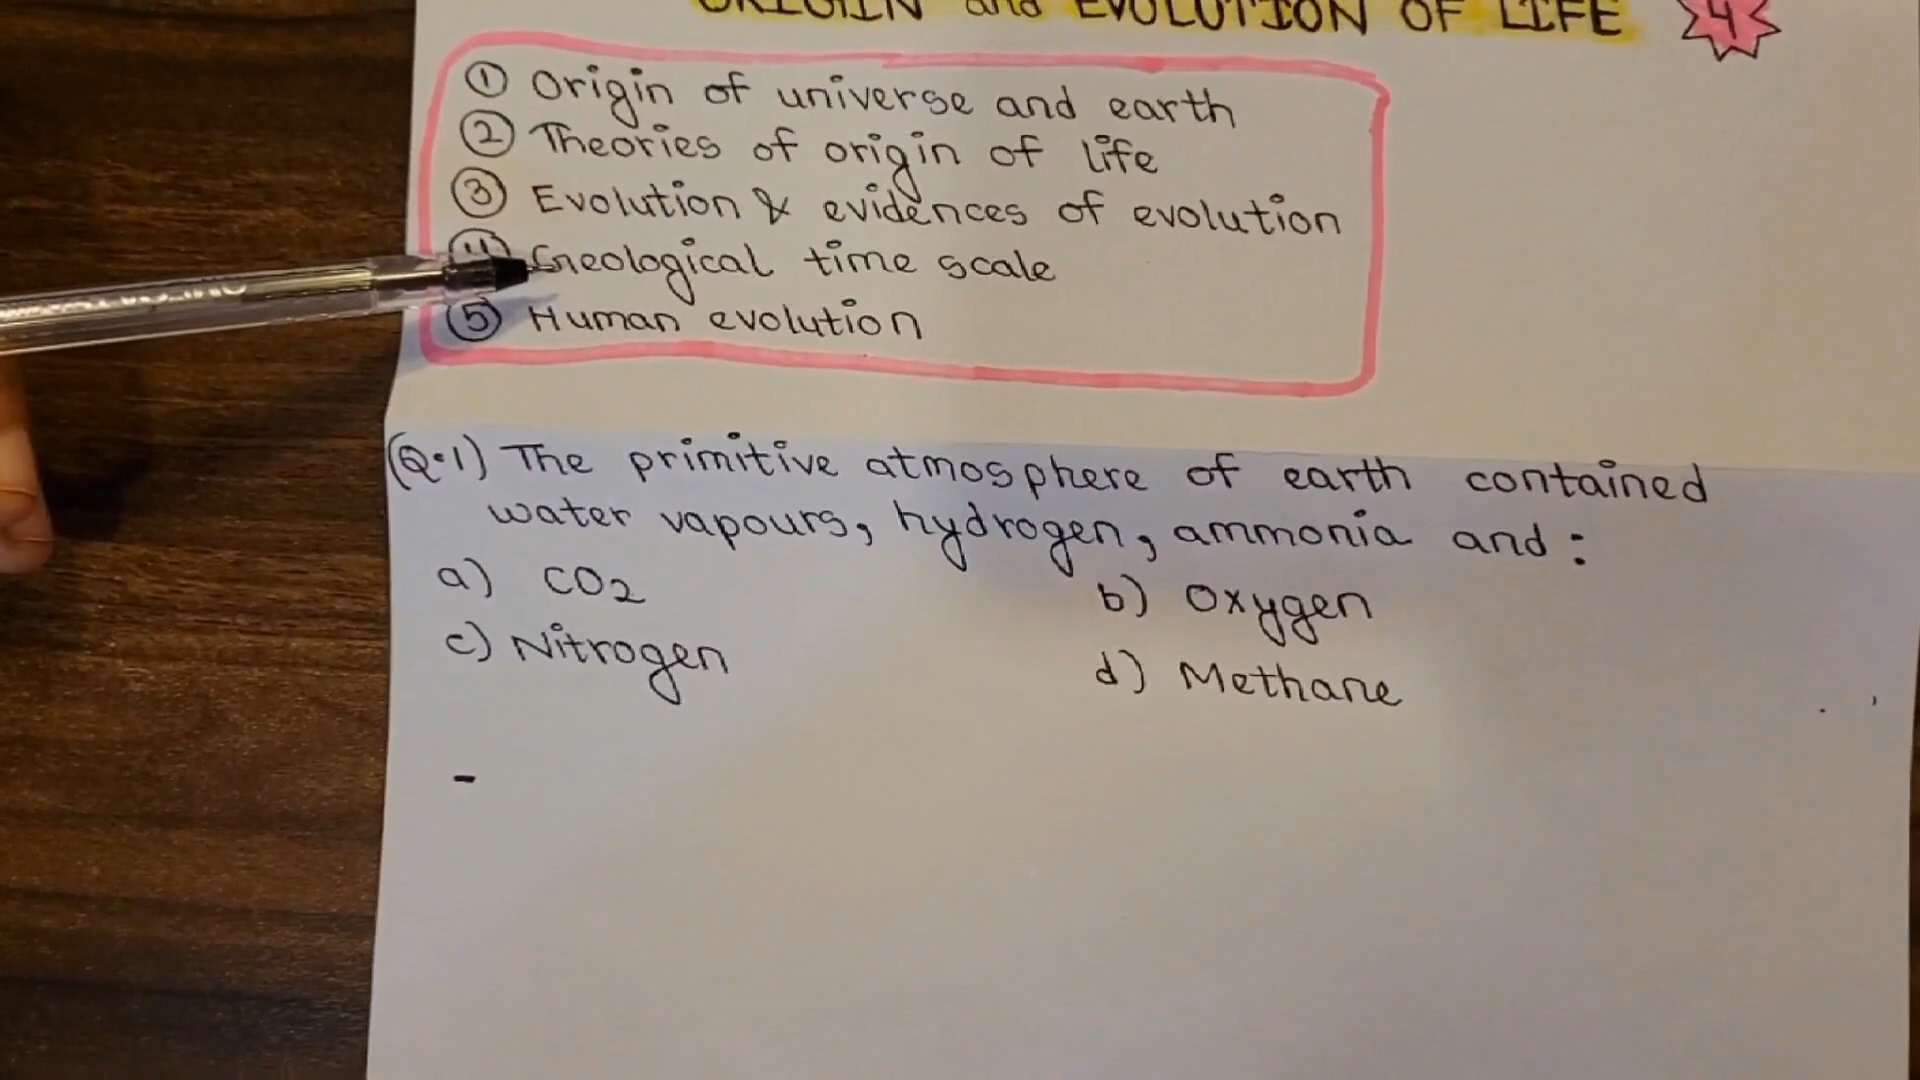 ORIGIN and EVOLUTION OF LIFE 4
① Origin of universe and earth
② Theories of origin of life
③ Evolution & evidences of evolution
④ Geological time scale
⑤ Human evolution
(Q.1) The primitive atmosphere of earth contained
water vapours, hydrogen, ammonia and :
a) CO2 b) Oxygen
c) Nitrogen d) Methane
-